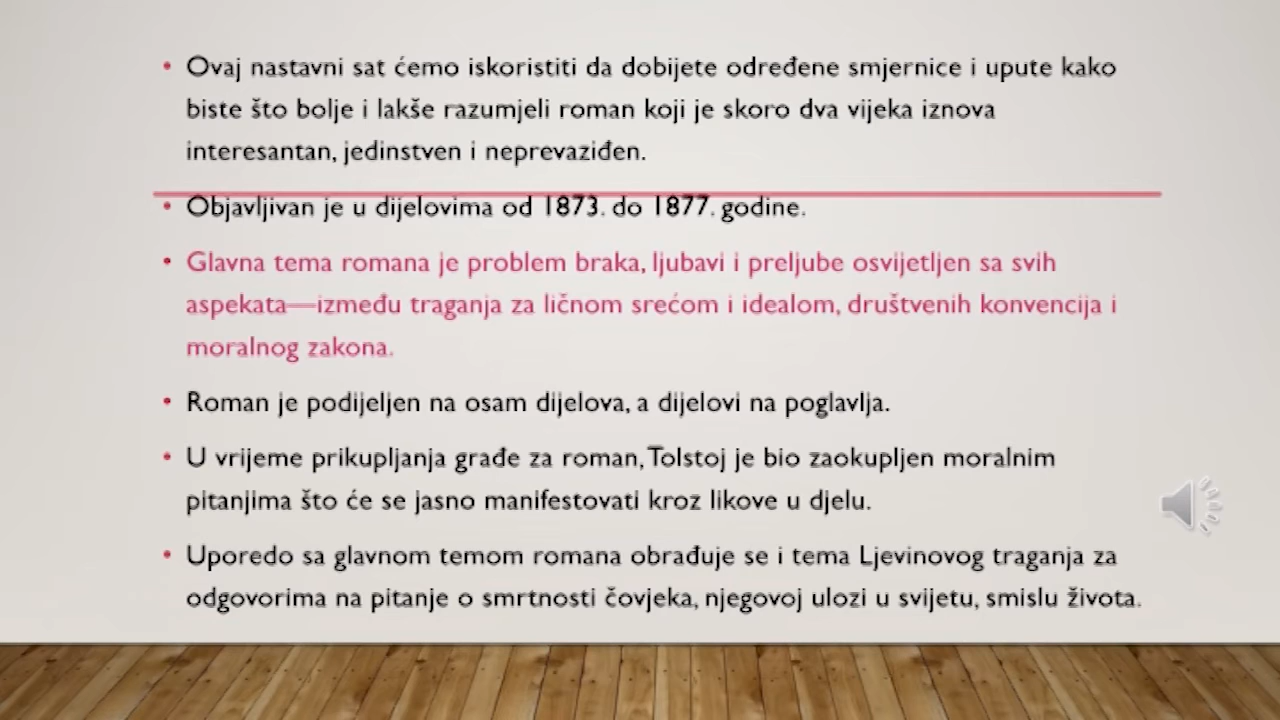 • Ovaj nastavni sat ćemo iskoristiti da dobijete određene smjernice i upute kako
biste što bolje i lakše razumjeli roman koji je skoro dva vijeka iznova
interesantan, jedinstven i neprevaziđen.
• Objavljivan je u dijelovima od 1873. do 1877. godine.
• Glavna tema romana je problem braka, ljubavi i preljube osvijetljen sa svih
aspekata—između traganja za ličnom srećom i idealom, društvenih konvencija i
moralnog zakona.
• Roman je podijeljen na osam dijelova, a dijelovi na poglavlja.
• U vrijeme prikupljanja građe za roman, Tolstoj je bio zaokupljen moralnim
pitanjima što će se jasno manifestovati kroz likove u djelu.
• Uporedo sa glavnom temom romana obrađuje se i tema Ljevinovog traganja za
odgovorima na pitanje o smrtnosti čovjeka, njegovoj ulozi u svijetu, smislu života.